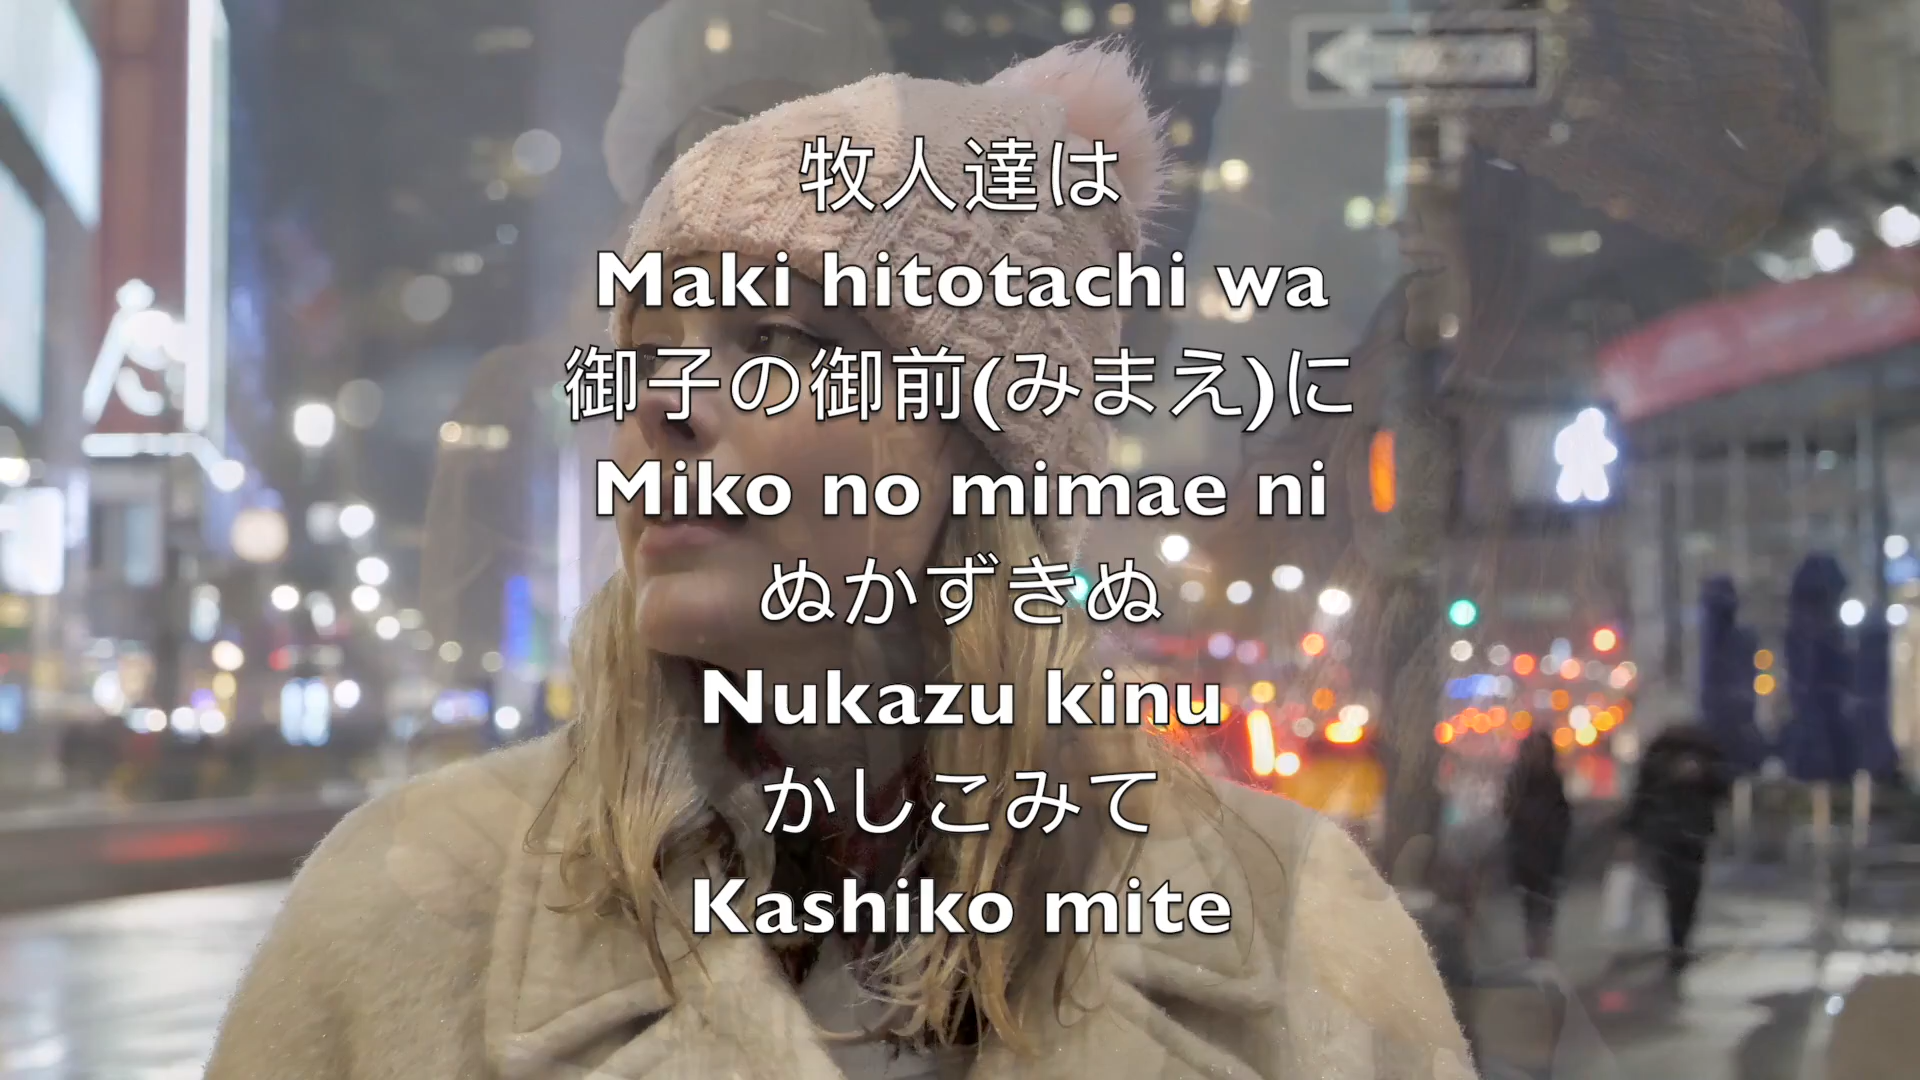 牧人達は
Maki hitotachi wa
御子の御前(みまえ)に
Miko no mimae ni
ぬかずきぬ
Nukazu kinu
かしこみて
Kashiko mite